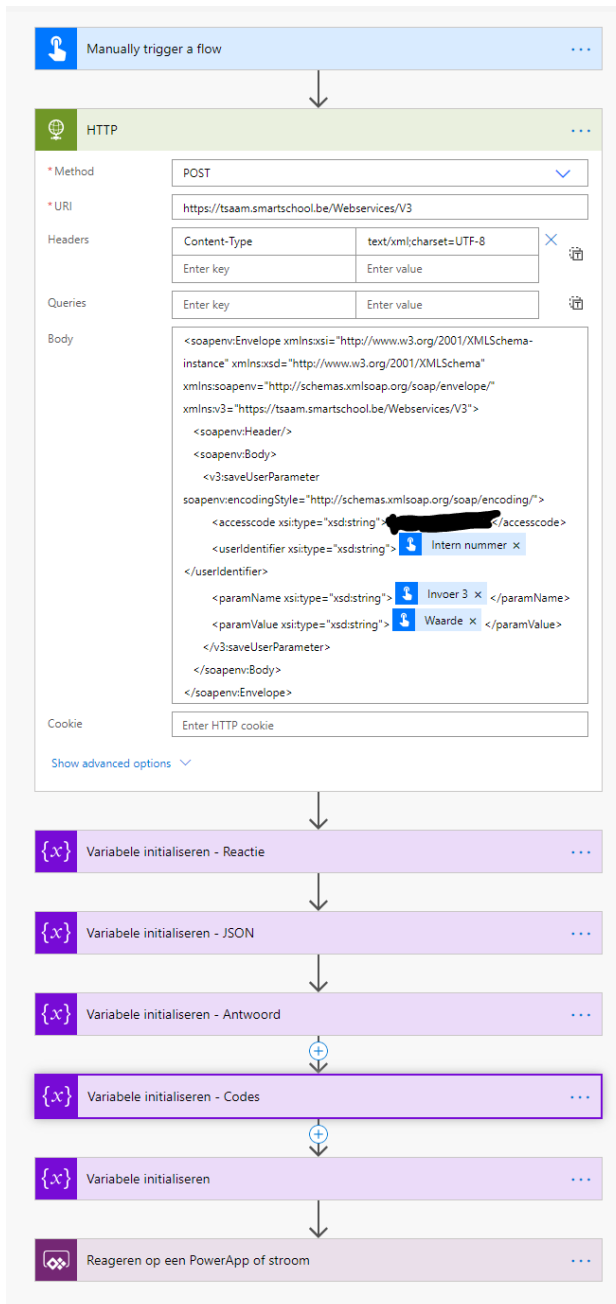 Manually trigger a flow
HTTP
* Method
POST
* URI
https://tsaam.smartschool.be/Webservices/V3
Headers
Content-Type
text/xml;charset=UTF-8
Enter key
Enter value
Queries
Enter key
Enter value
Body
<soapenv:Envelope xmlns:xsi="http://www.w3.org/2001/XMLSchema-
instance" xmlns:xsd="http://www.w3.org/2001/XMLSchema"
xmlns:soapenv="http://schemas.xmlsoap.org/soap/envelope/"
xmlns:v3="https://tsaam.smartschool.be/Webservices/V3">
<soapenv:Header/>
<soapenv:Body>
<v3:saveUserParameter
soapenv:encodingStyle="http://schemas.xmlsoap.org/soap/encoding/">
<accesscode xsi:type="xsd:string"> </accesscode>
<userIdentifier xsi:type="xsd:string"> Intern nummer ×
</userIdentifier>
<paramName xsi:type="xsd:string"> Invoer 3 × </paramName>
<paramValue xsi:type="xsd:string"> Waarde × </paramValue>
</v3:saveUserParameter>
</soapenv:Body>
</soapenv:Envelope>
Cookie
Enter HTTP cookie
Show advanced options
{x} Variabele initialiseren - Reactie
{x} Variabele initialiseren - JSON
{x} Variabele initialiseren - Antwoord
{x} Variabele initialiseren - Codes
{x} Variabele initialiseren
Reageren op een PowerApp of stroom